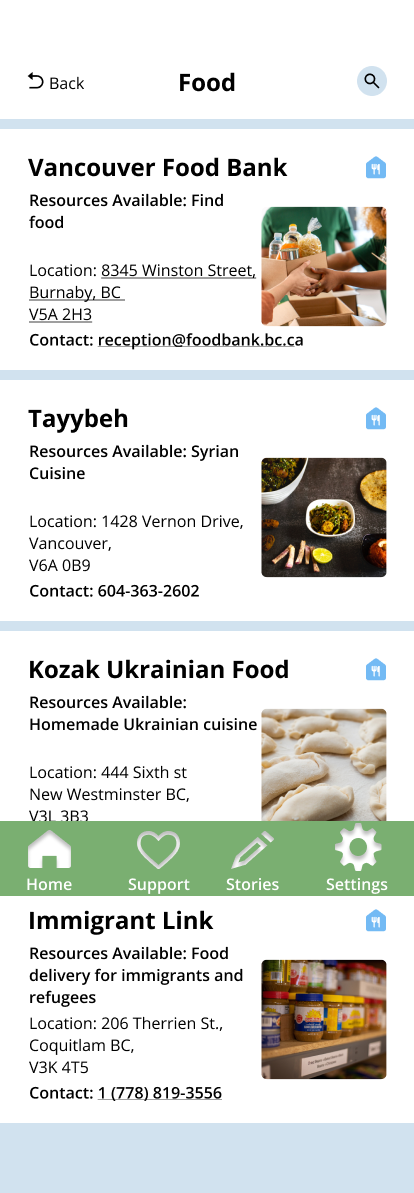 Back
Food
Vancouver Food Bank
Resources Available: Find
food
Location: 8345 Winston Street,
Burnaby, BC
V5A 2H3
Contact: reception@foodbank.bc.ca
Tayybeh
Resources Available: Syrian
Cuisine
Location: 1428 Vernon Drive,
Vancouver,
V6A 0B9
Contact: 604-363-2602
Kozak Ukrainian Food
Resources Available:
Homemade Ukrainian cuisine
Location: 444 Sixth st
New Westminster BC,
V3L 3B3
Home
Support
Stories
Settings
Immigrant Link
Resources Available: Food
delivery for immigrants and
refugees
Location: 206 Therrien St.,
Coquitlam BC,
V3K 4T5
Contact: 1 (778) 819-3556